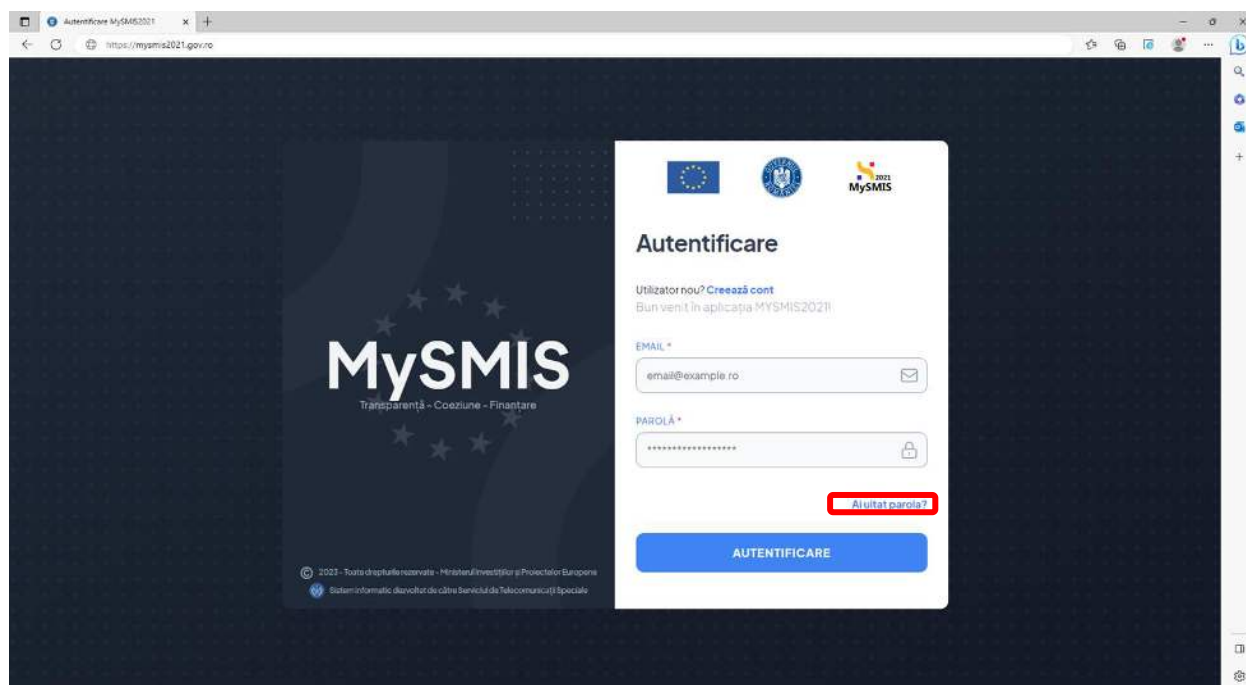 Autentificare MySMIS2021
https://mysmis2021.gov.ro
2021
MySMIS
Autentificare
Utilizator nou? Creează cont
Bun venit în aplicația MYSMIS2021!
EMAIL *
email@example.ro
PAROLĂ *
******************
Ai uitat parola?
AUTENTIFICARE
MySMIS
Transparență - Coeziune - Finanțare
© 2023 - Toate drepturile rezervate - Ministerul Investițiilor și Proiectelor Europene
Sistem informatic dezvoltat de către Serviciul de Telecomunicații Speciale